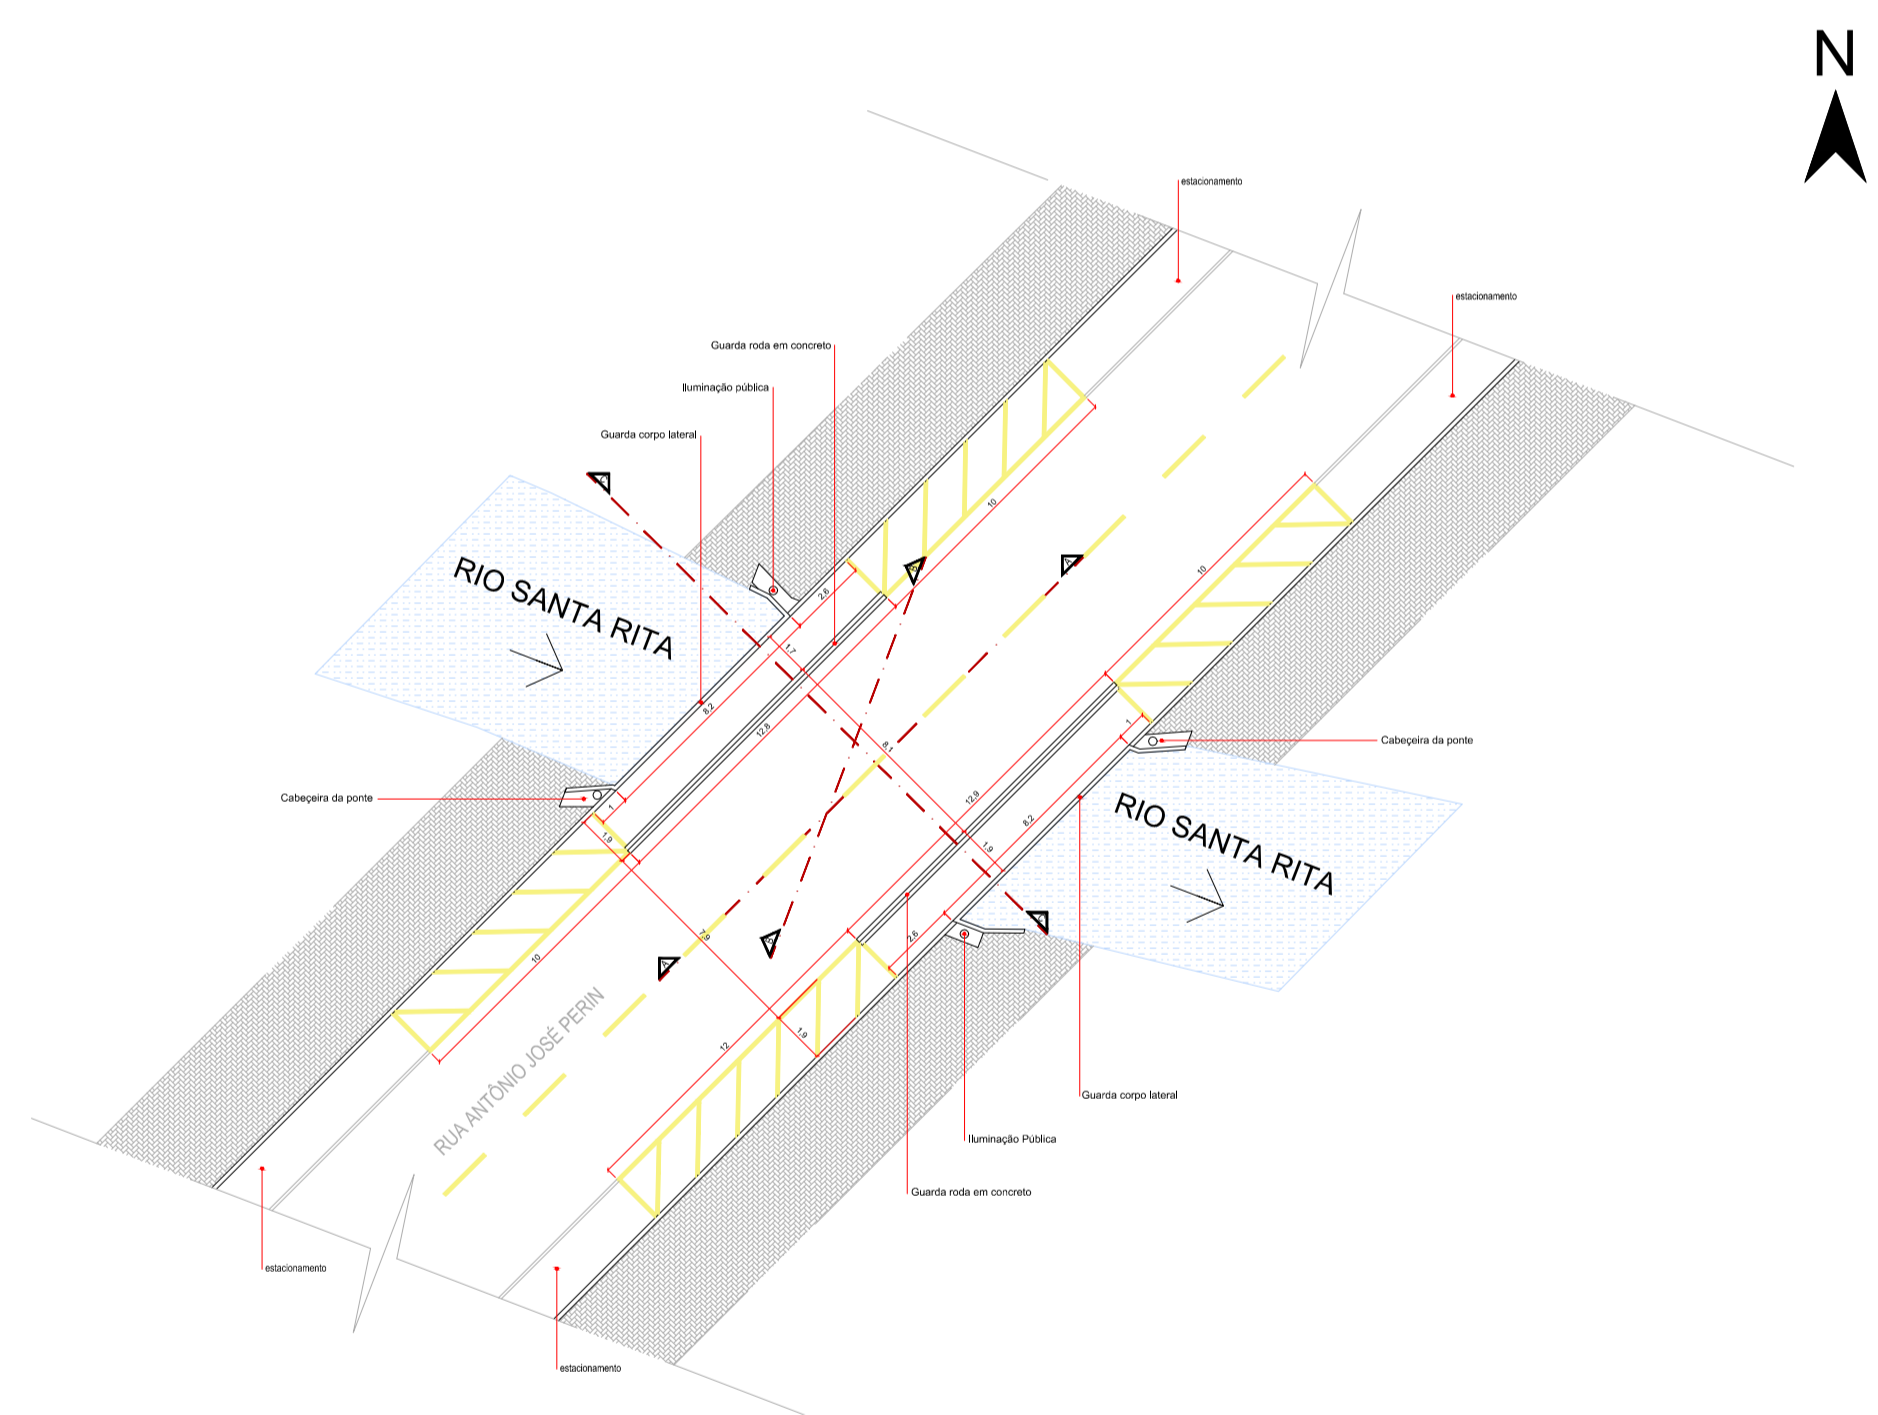 N
estacionamento
estacionamento
Guarda roda em concreto
Iluminação pública
Guarda corpo lateral
C
10
B
A
RIO SANTA RITA
10
2,6
1,7
8,2
12,8
1
Cabeçeira da ponte
8,1
Cabeçeira da ponte
12,9
RIO SANTA RITA
1
8,2
1,9
1,9
C
7,9
2,6
B
10
A
RUA ANTÔNIO JOSÉ PERIN
1,9
12
Guarda corpo lateral
Iluminação Pública
Guarda roda em concreto
estacionamento
estacionamento